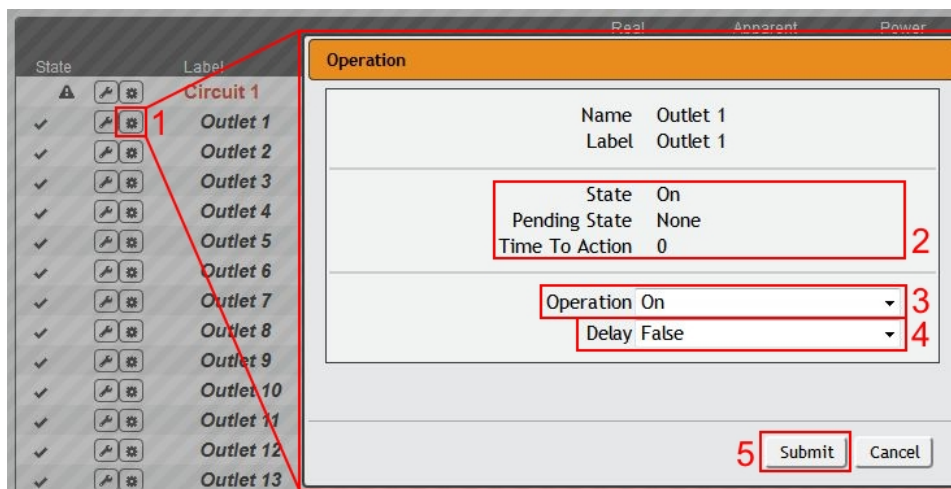 Real Apparent Power
State Label
Circuit 1
1
Outlet 1
Outlet 2
Outlet 3
Outlet 4
Outlet 5
Outlet 6
Outlet 7
Outlet 8
Outlet 9
Outlet 10
Outlet 11
Outlet 12
Outlet 13
Operation
Name Outlet 1
Label Outlet 1
State On
Pending State None
Time To Action 0
2
Operation On
3
Delay False
4
5 Submit Cancel